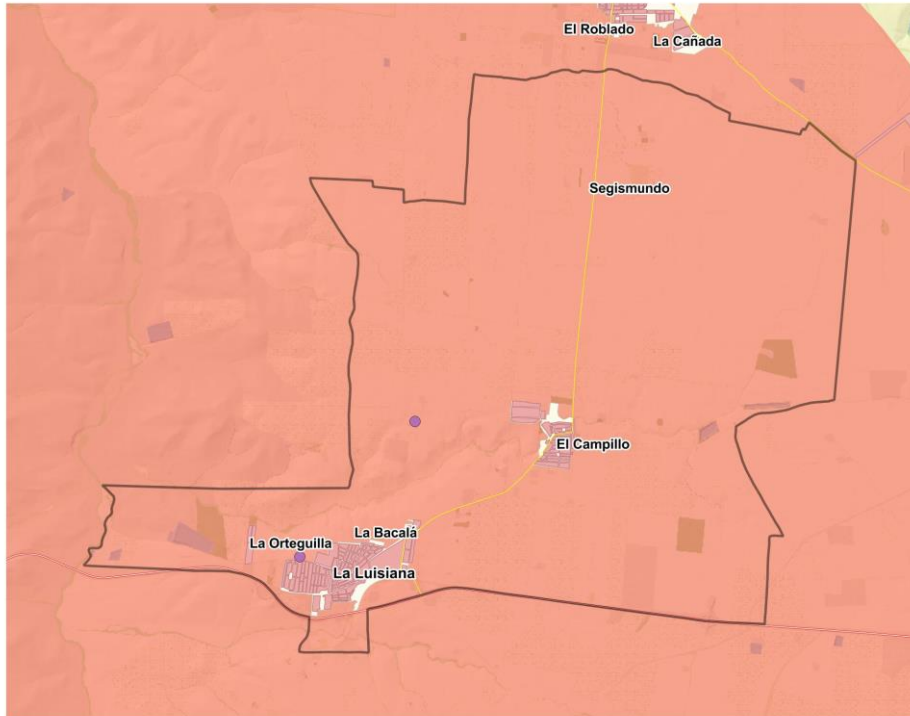 El Roblado
La Cañada
Segismundo
El Campillo
La Bacalá
La Orteguilla
La Luisiana